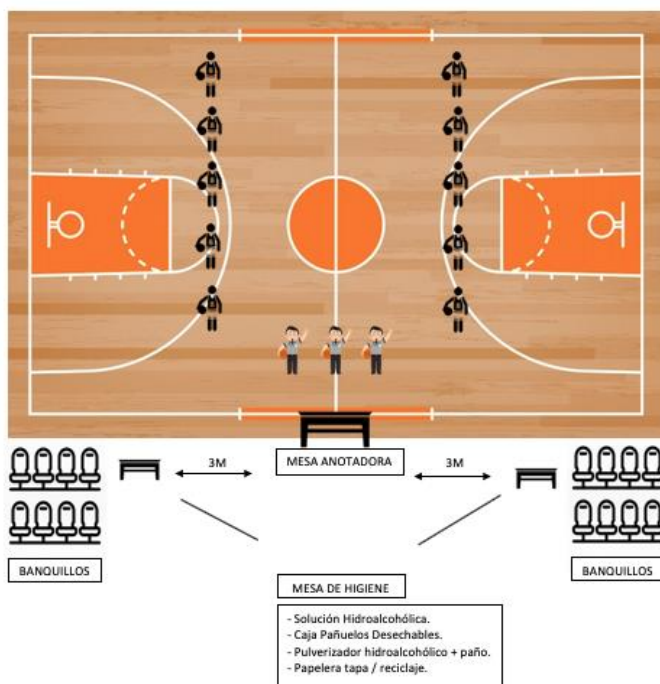 3M
MESA ANOTADORA
3M
BANQUILLOS
BANQUILLOS
MESA DE HIGIENE
- Solución Hidroalcohólica.
- Caja Pañuelos Desechables.
- Pulverizador hidroalcohólico + paño.
- Papelera tapa / reciclaje.